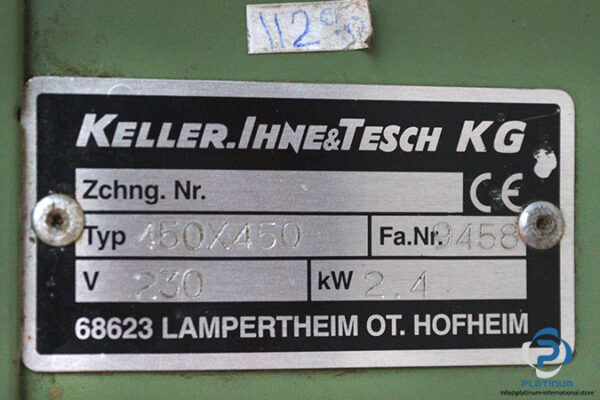 KELLER.IHNE&TESCH KG
Zchng. Nr.
CE
Typ 450X450 Fa.Nr. 9458
V 230 kW 2.4
68623 LAMPERTHEIM OT. HOFHEIM
PLATINUM
info@platinum-international.store